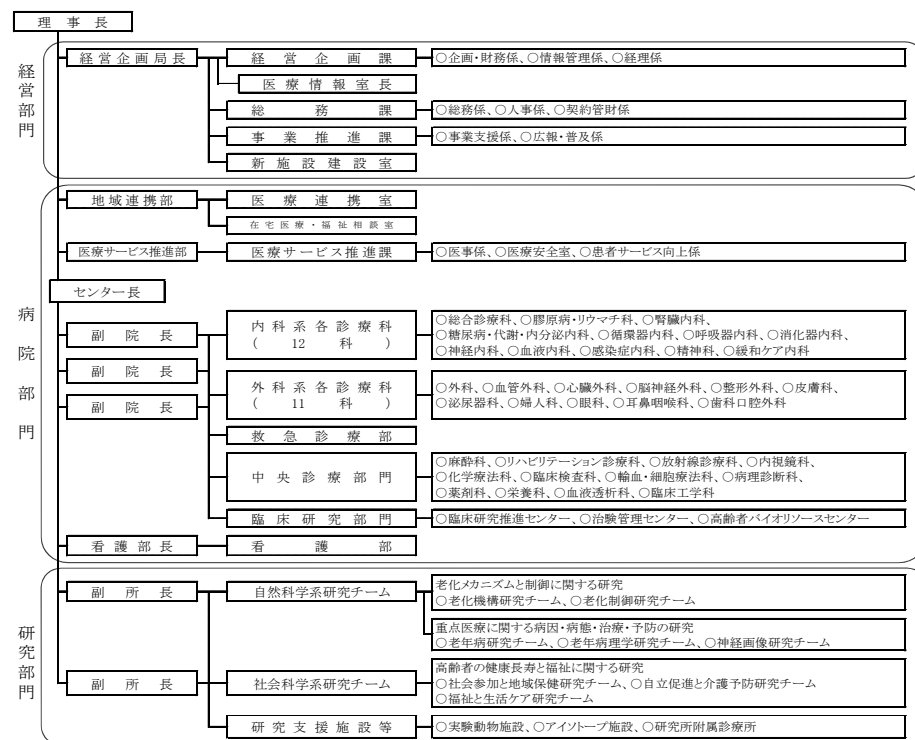 理事長
経営部門
経営企画局長
経営企画課
○企画・財務係、○情報管理係、○経理係
医療情報室長
総務課
○総務係、○人事係、○契約管財係
事業推進課
○事業支援係、○広報・普及係
新施設建設室
病院部門
地域連携部
医療連携室
在宅医療・福祉相談室
医療サービス推進部
医療サービス推進課
○医事係、○医療安全室、○患者サービス向上係
センター長
副院長
内科系各診療科
(12科)
○総合診療科、○膠原病・リウマチ科、○腎臓内科、
○糖尿病・代謝・内分泌内科、○循環器内科、○呼吸器内科、○消化器内科、
○神経内科、○血液内科、○感染症内科、○精神科、○緩和ケア内科
副院長
副院長
外科系各診療科
(11科)
○外科、○血管外科、○心臓外科、○脳神経外科、○整形外科、○皮膚科、
○泌尿器科、○婦人科、○眼科、○耳鼻咽喉科、○歯科口腔外科
救急診療部
中央診療部門
○麻酔科、○リハビリテーション診療科、○放射線診療科、○内視鏡科、
○化学療法科、○臨床検査科、○輸血・細胞療法科、○病理診断科、
○薬剤科、○栄養科、○血液透析科、○臨床工学科
臨床研究部門
○臨床研究推進センター、○治験管理センター、○高齢者バイオリソースセンター
看護部長
看護部
研究部門
副所長
自然科学系研究チーム
老化メカニズムと制御に関する研究
○老化機構研究チーム、○老化制御研究チーム
重点医療に関する病因・病態・治療・予防の研究
○老年病研究チーム、○老年病理学研究チーム、○神経画像研究チーム
副所長
社会科学系研究チーム
高齢者の健康長寿と福祉に関する研究
○社会参加と地域保健研究チーム、○自立促進と介護予防研究チーム
○福祉と生活ケア研究チーム
研究支援施設等
○実験動物施設、○アイソトープ施設、○研究所附属診療所